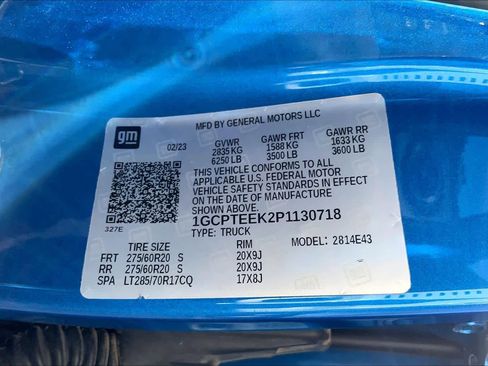 gm
MFD BY GENERAL MOTORS LLC
02/23
GVWR GAWR FRT GAWR RR
2835 KG 1588 KG 1633 KG
6250 LB 3500 LB 3600 LB
THIS VEHICLE CONFORMS TO ALL
APPLICABLE U.S. FEDERAL MOTOR
VEHICLE SAFETY STANDARDS IN EFFECT
ON THE DATE OF MANUFACTURE
SHOWN ABOVE.
1GCPTEEK2P1130718
TYPE: TRUCK
327E
MODEL: 2814E43
TIRE SIZE RIM
FRT 275/60R20 S 20X9J
RR 275/60R20 S 20X9J
SPA LT285/70R17CQ 17X8J